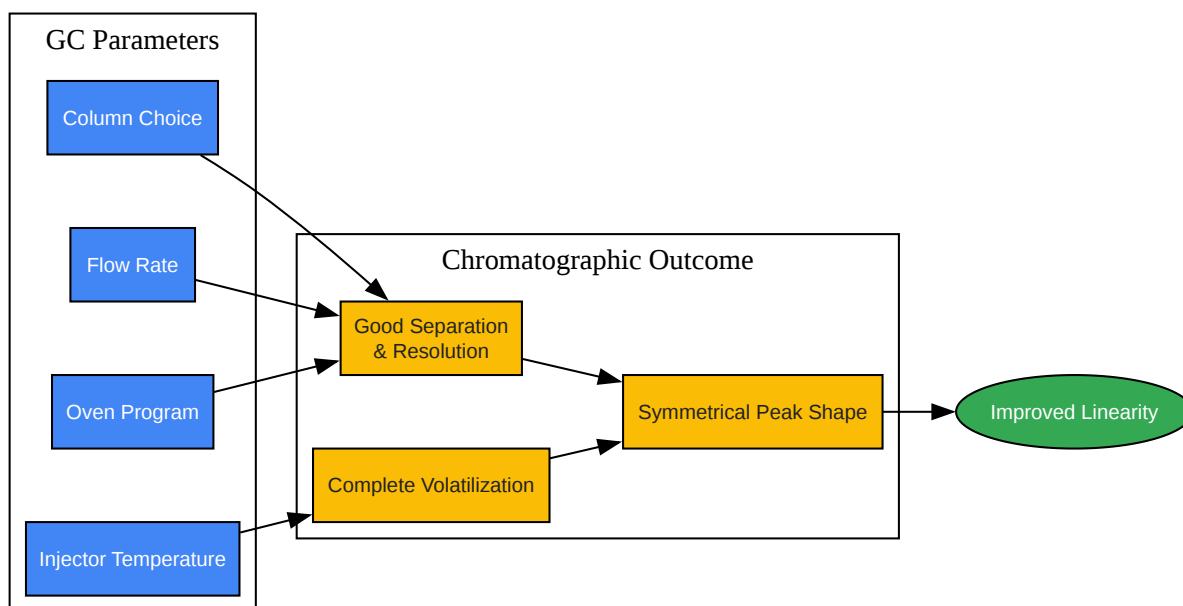 GC Parameters
Column Choice
Flow Rate
Oven Program
Injector Temperature
Chromatographic Outcome
Good Separation
& Resolution
Complete Volatilization
Symmetrical Peak Shape
Improved Linearity